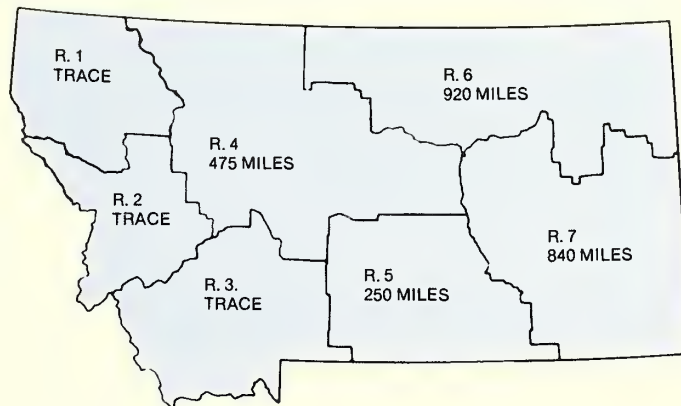 R. 1
TRACE
R. 6
920 MILES
R. 4
475 MILES
R. 2
TRACE
R. 7
840 MILES
R. 3.
TRACE
R. 5
250 MILES